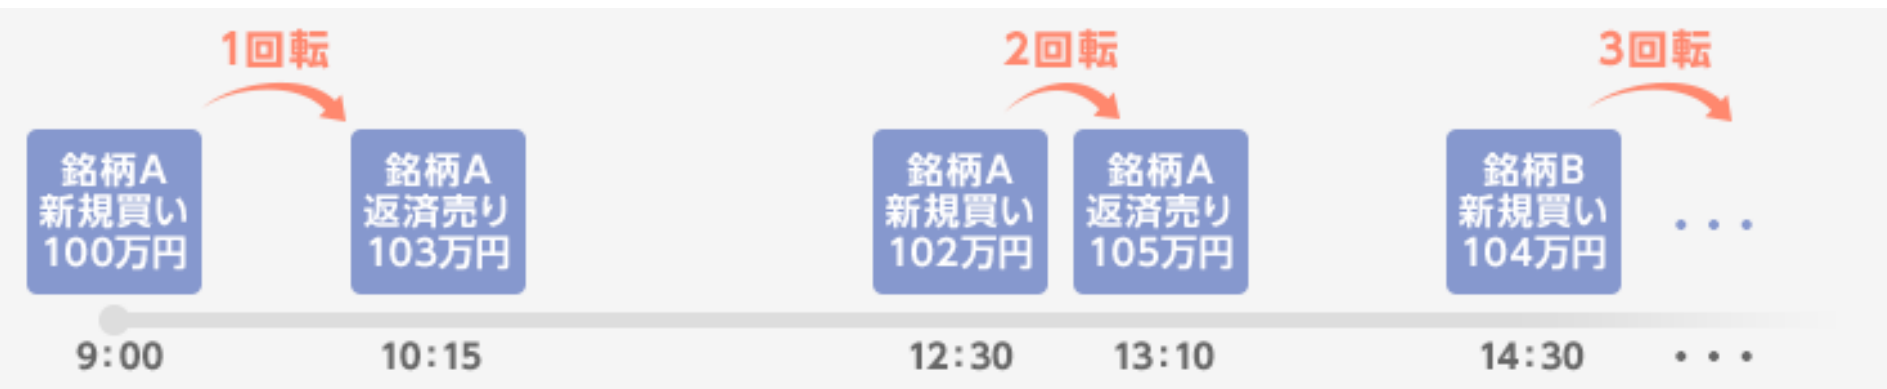 1回転
2回転
3回転
銘柄A
新規買い
100万円
銘柄A
返済売り
103万円
銘柄A
新規買い
102万円
銘柄A
返済売り
105万円
銘柄B
新規買い
104万円
・・・
9:00
10:15
12:30
13:10
14:30
・・・